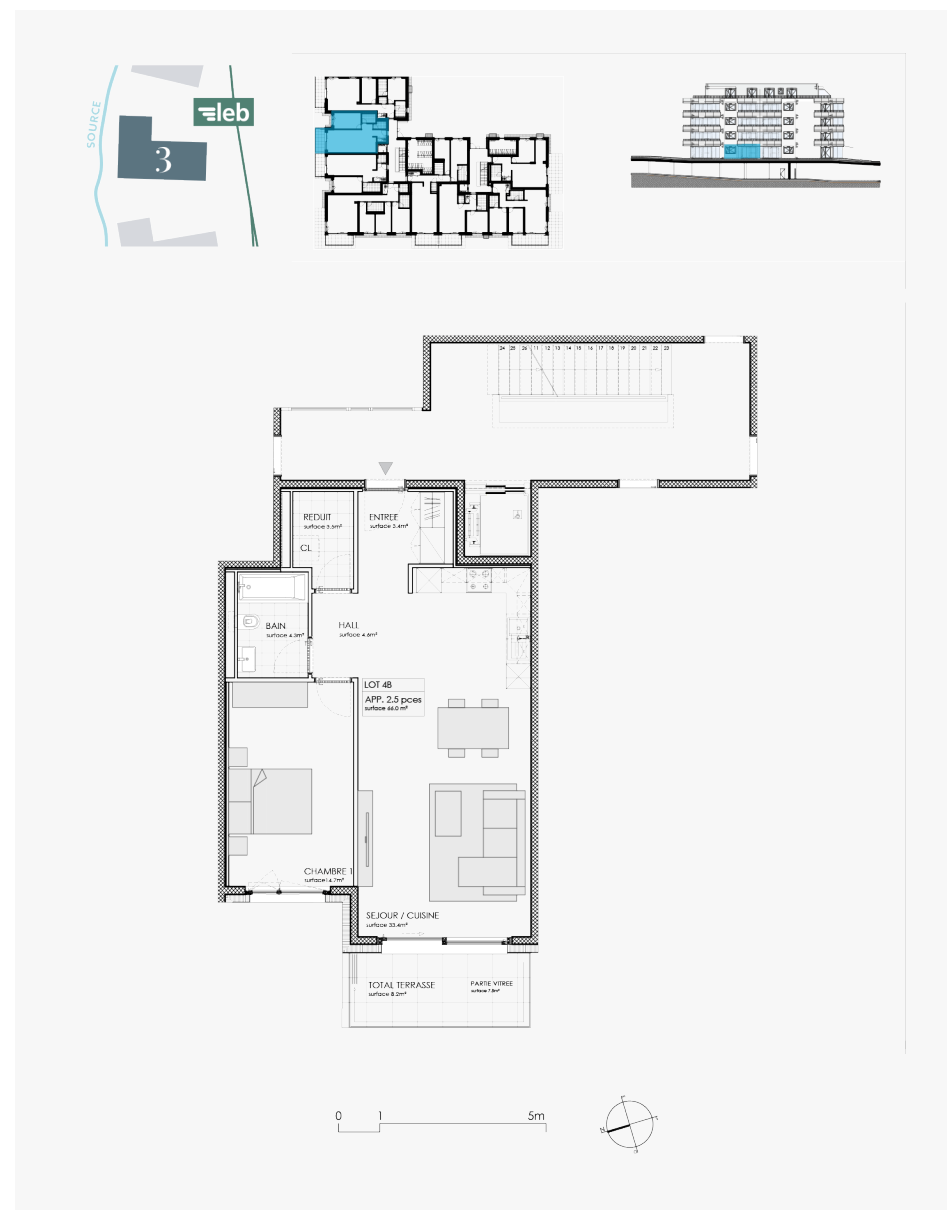 SOURCE
leb
3
24 25 26 11 12 13 14 15 16 17 18 19 20 21 22 23
REDUIT
surface 3.5m²
CL
ENTREE
surface 3.4m²
BAIN
surface 4.3m²
HALL
surface 4.6m²
LOT 4B
APP. 2.5 pces
surface 66.0 m²
CHAMBRE 1
surface14.7m²
SEJOUR / CUISINE
surface 33.4m²
TOTAL TERRASSE
surface 8.2m²
PARTIE VITREE
surface 7.8m²
0 1 5m